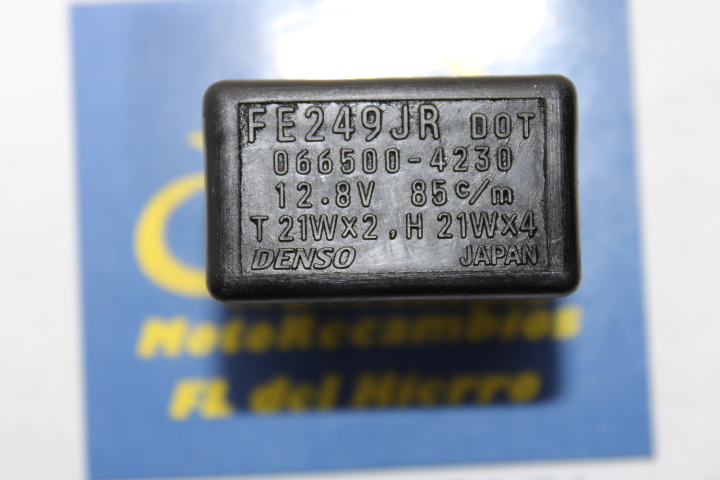 FE249JR DOT
066500-4230
12.8V 85c/m
T 21W×2, H 21W×4
DENSO JAPAN
MotoRecambios
FL del Hierro